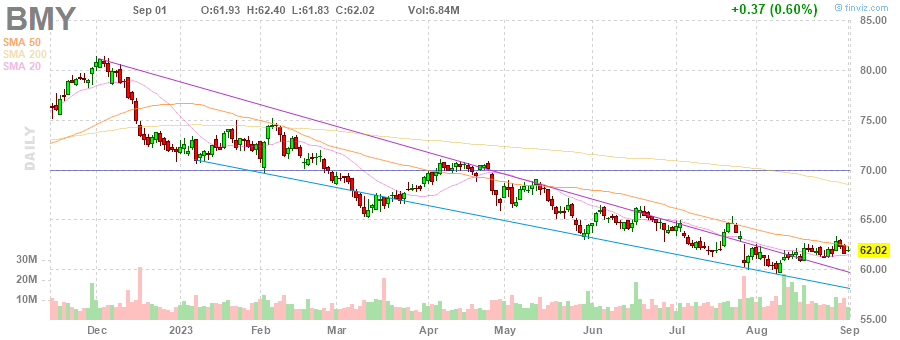 BMY
Sep 01 O:61.93 H:62.40 L:61.83 C:62.02 Vol:6.84M +0.37 (0.60%) © finviz.com
SMA 50
SMA 200
SMA 20
DAILY
85.00
80.00
75.00
70.00
65.00
62.02
60.00
55.00
30M
20M
10M
Dec 2023 Feb Mar Apr May Jun Jul Aug Sep